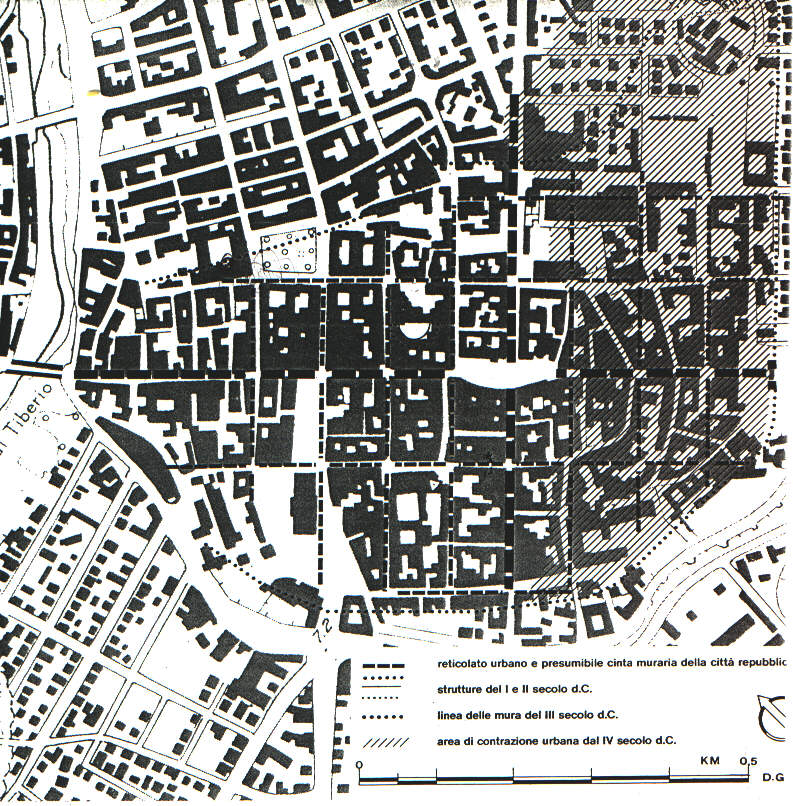 Tiberio
7.2
reticolato urbano e presumibile cinta muraria della città repubblic
strutture del I e II secolo d.C.
linea delle mura del III secolo d.C.
area di contrazione urbana dal IV secolo d.C.
0 KM 0,5
D.G